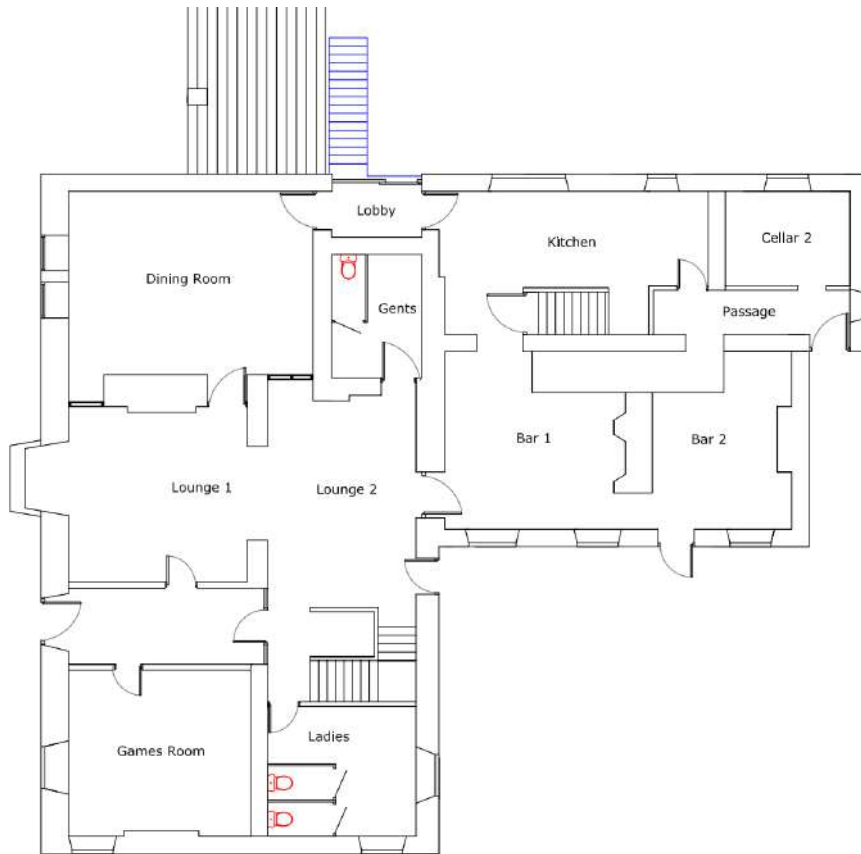 Lobby
Kitchen
Cellar 2
Dining Room
Gents
Passage
Bar 1
Bar 2
Lounge 1
Lounge 2
Games Room
Ladies